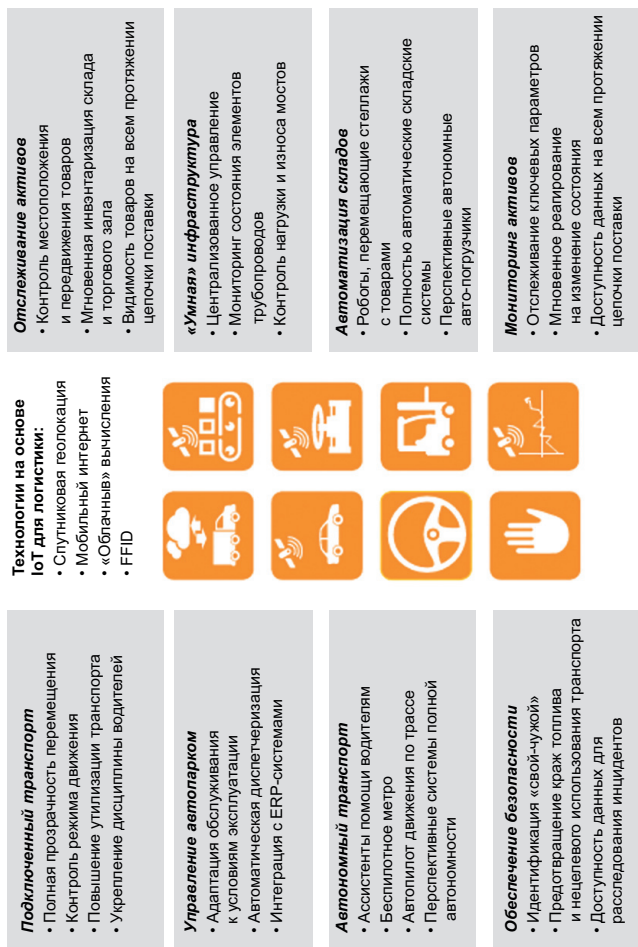 Подключенный транспорт
• Полная прозрачность перемещения
• Контроль режима движения
• Повышение утилизации транспорта
• Укрепление дисциплины водителей
Управление автопарком
• Адаптация обслуживания
к условиям эксплуатации
• Автоматическая диспетчеризация
• Интеграция с ERP-системами
Автономный транспорт
• Ассистенты помощи водителям
• Беспилотное метро
• Автопилот движения по трассе
• Перспективные системы полной
автономности
Обеспечение безопасности
• Идентификация «свой-чужой»
• Предотвращение краж топлива
и нецелевого использования транспорта
• Доступность данных для
расследования инцидентов
Технологии на основе
IoT для логистики:
• Спутниковая геолокация
• Мобильный интернет
• «Облачные» вычисления
• FFID
Отслеживание активов
• Контроль местоположения
и передвижения товаров
• Мгновенная инвэнтаризация склада
и торгового зала
• Видимость товаров на всем протяжении
цепочки поставки
«Умная» инфраструктура
• Централизованное управление
• Мониторинг состояния элементов
трубопроводов
• Контроль нагрузки и износа мостов
Автоматизация складов
• Робогы, перемещающие стеллажи
с товарами
• Полностью автоматические складские
системы
• Перспективные автономные
авто-погрузчики
Мониторинг активов
• Отслеживание ключевых параметров
• Мгновенное реагирование
на изменение состояния
• Доступность данных на всем протяжении
цепочки поставки